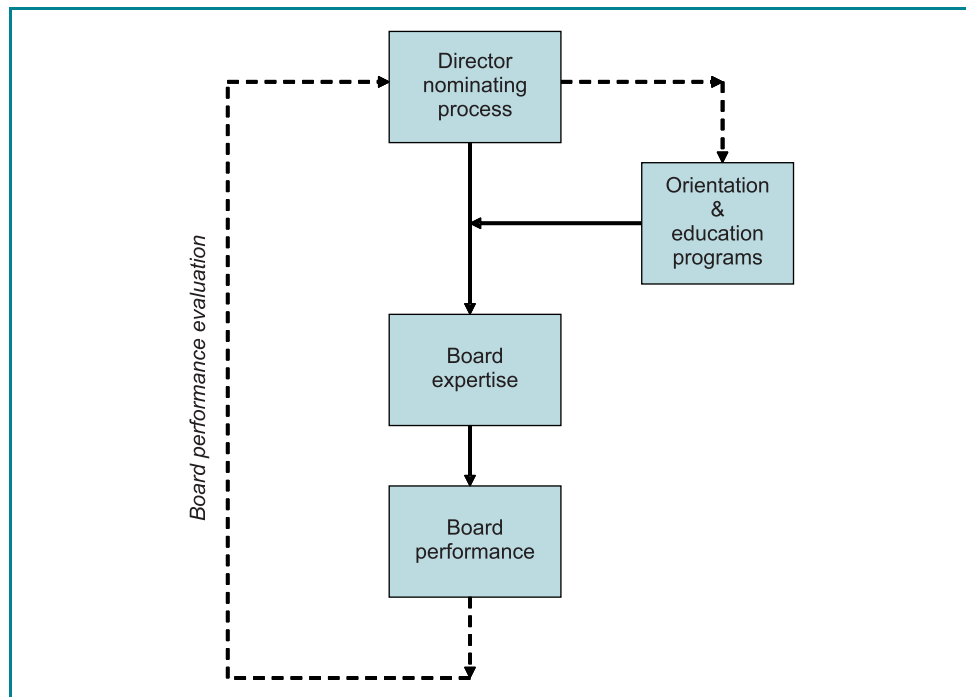 Director
nominating
process
Orientation
&
education
programs
Board performance evaluation
Board
expertise
Board
performance